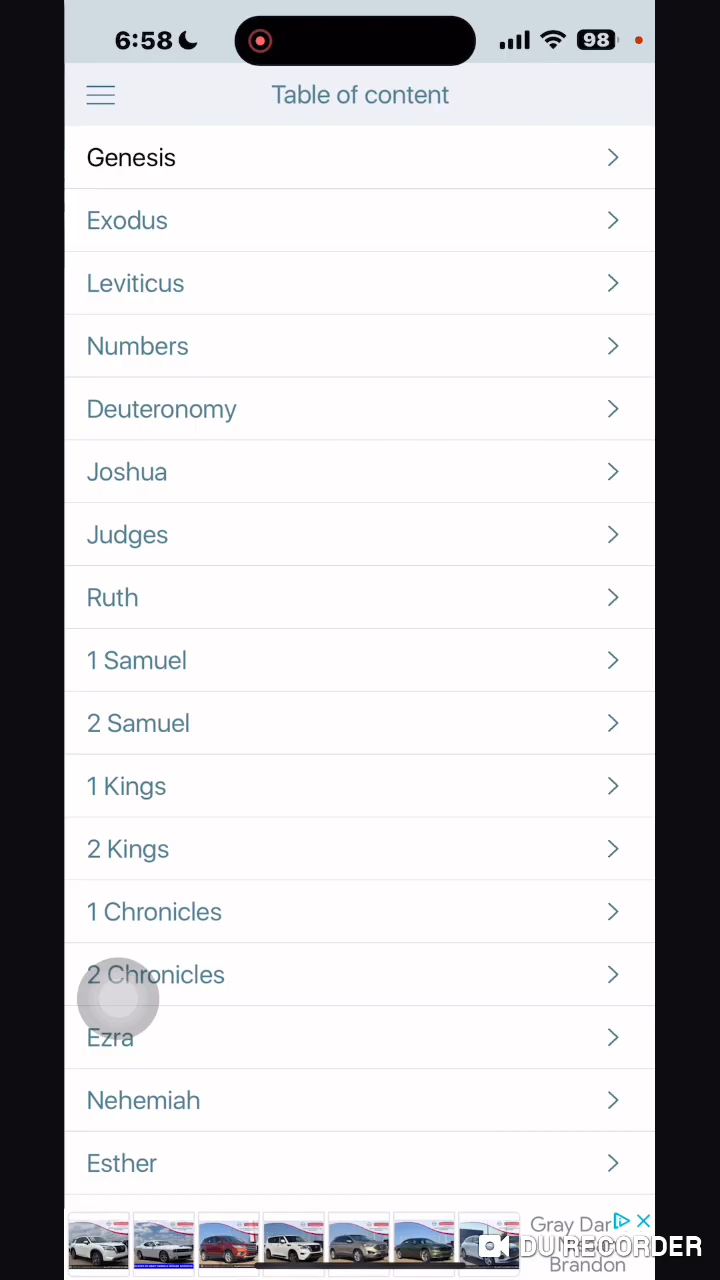 6:58
98
Table of content
Genesis
Exodus
Leviticus
Numbers
Deuteronomy
Joshua
Judges
Ruth
1 Samuel
2 Samuel
1 Kings
2 Kings
1 Chronicles
2 Chronicles
Ezra
Nehemiah
Esther
Gray Dar
DU RECORDER
Brandon